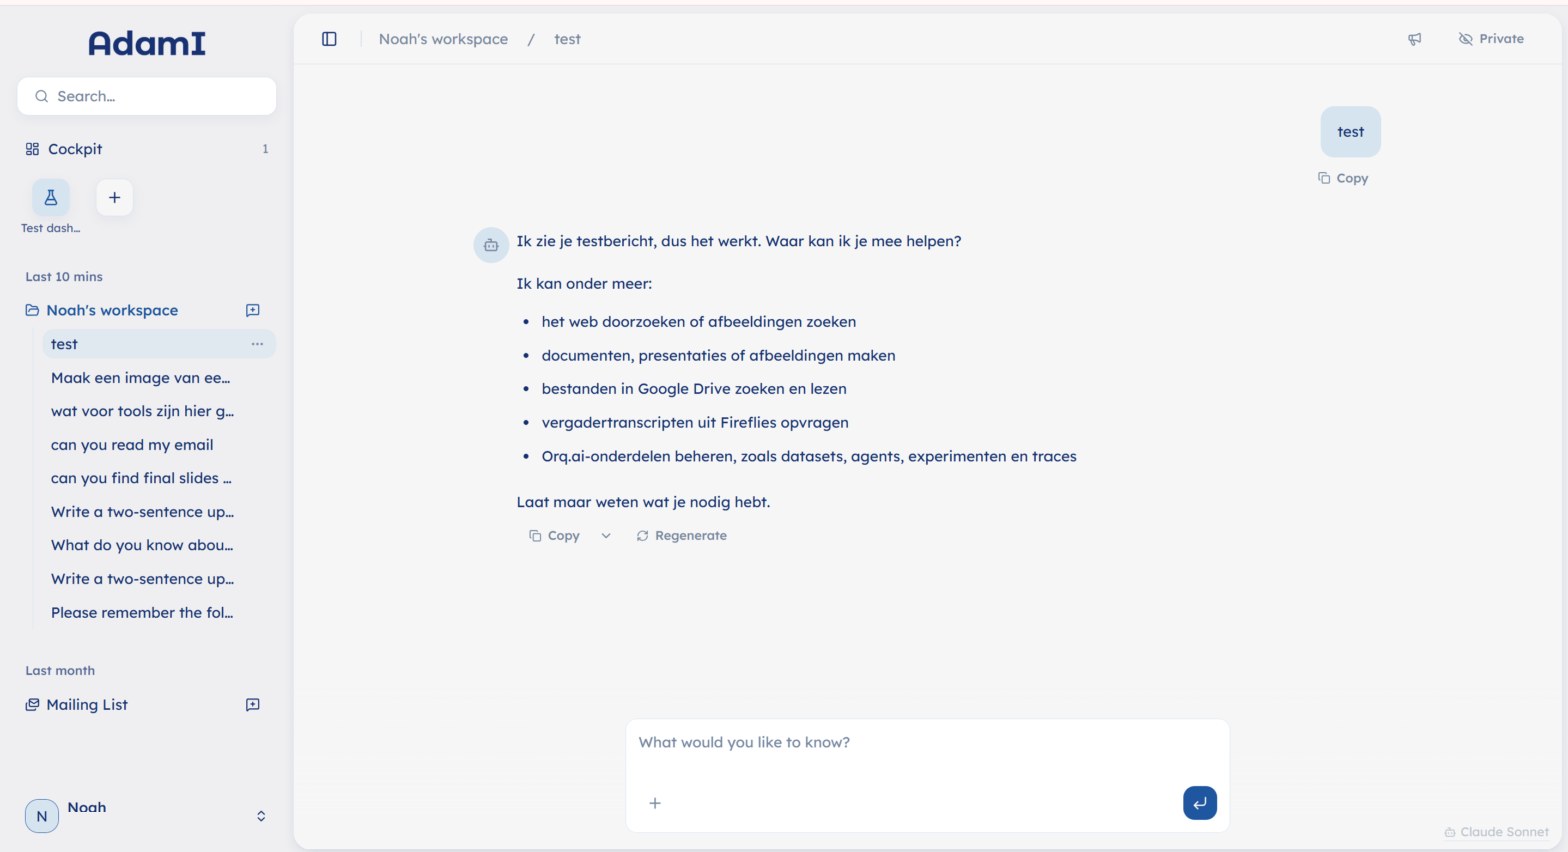 AdamI
Search...
Cockpit 1
Test dash...
Last 10 mins
Noah's workspace
test
Maak een image van ee...
wat voor tools zijn hier g...
can you read my email
can you find final slides ...
Write a two-sentence up...
What do you know abou...
Write a two-sentence up...
Please remember the fol...
Last month
Mailing List
N Noah
Noah's workspace / test
Private
test
Copy
Ik zie je testbericht, dus het werkt. Waar kan ik je mee helpen?
Ik kan onder meer:
• het web doorzoeken of afbeeldingen zoeken
• documenten, presentaties of afbeeldingen maken
• bestanden in Google Drive zoeken en lezen
• vergadertranscripten uit Fireflies opvragen
• Orq.ai-onderdelen beheren, zoals datasets, agents, experimenten en traces
Laat maar weten wat je nodig hebt.
Copy Regenerate
What would you like to know?
Claude Sonnet